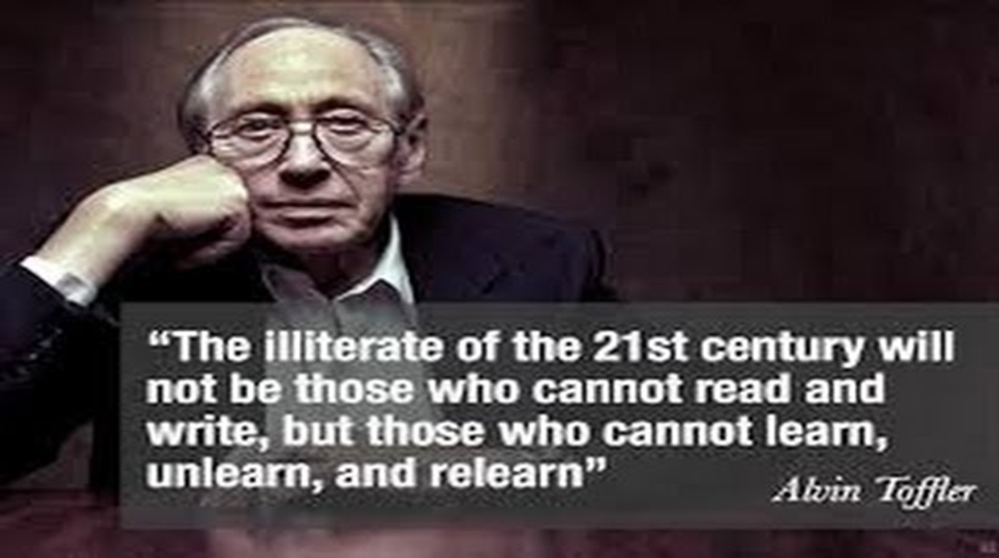 “The illiterate of the 21st century will
not be those who cannot read and
write, but those who cannot learn,
unlearn, and relearn”
Alvin Toffler